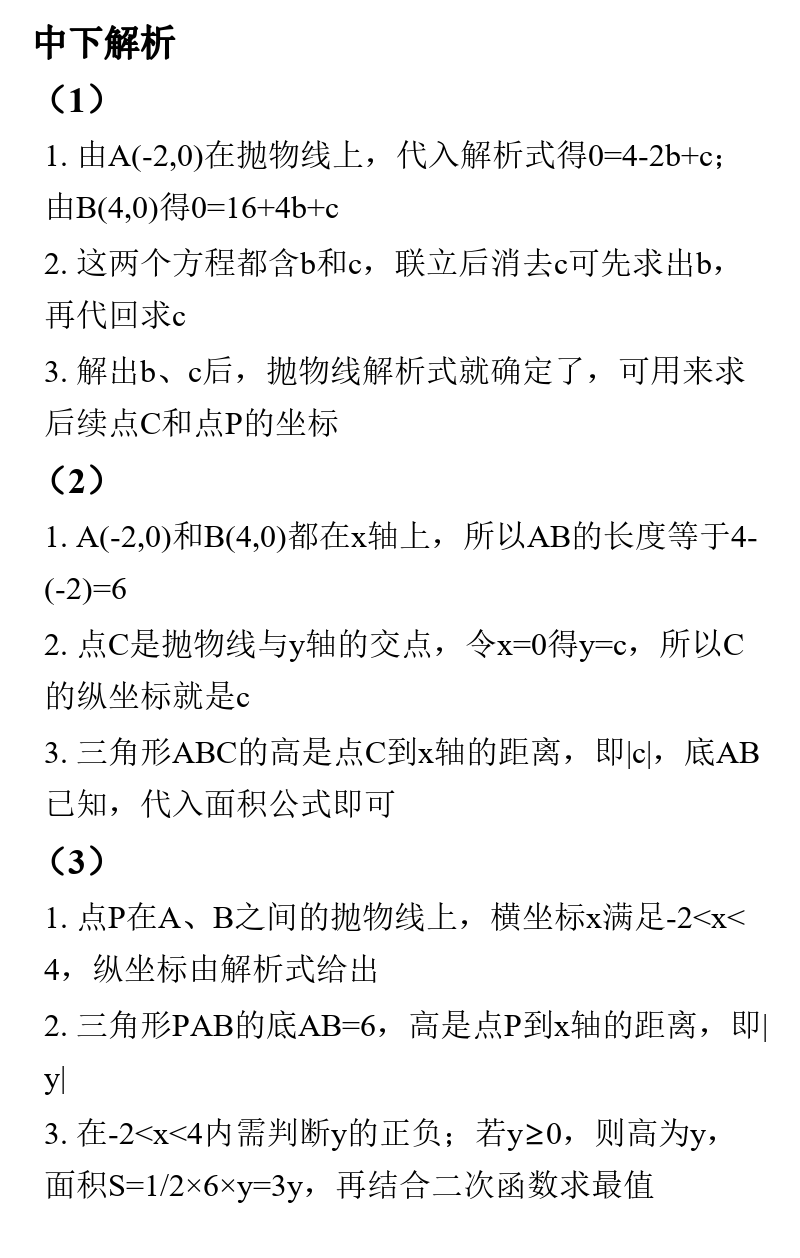 中下解析
（1）
1. 由A(-2,0)在抛物线上，代入解析式得0=4-2b+c；
由B(4,0)得0=16+4b+c
2. 这两个方程都含b和c，联立后消去c可先求出b，
再代回求c
3. 解出b、c后，抛物线解析式就确定了，可用来求
后续点C和点P的坐标
（2）
1. A(-2,0)和B(4,0)都在x轴上，所以AB的长度等于4-
(-2)=6
2. 点C是抛物线与y轴的交点，令x=0得y=c，所以C
的纵坐标就是c
3. 三角形ABC的高是点C到x轴的距离，即|c|，底AB
已知，代入面积公式即可
（3）
1. 点P在A、B之间的抛物线上，横坐标x满足-2<x<
4，纵坐标由解析式给出
2. 三角形PAB的底AB=6，高是点P到x轴的距离，即|
y|
3. 在-2<x<4内需判断y的正负；若y≥0，则高为y，
面积S=1/2×6×y=3y，再结合二次函数求最值